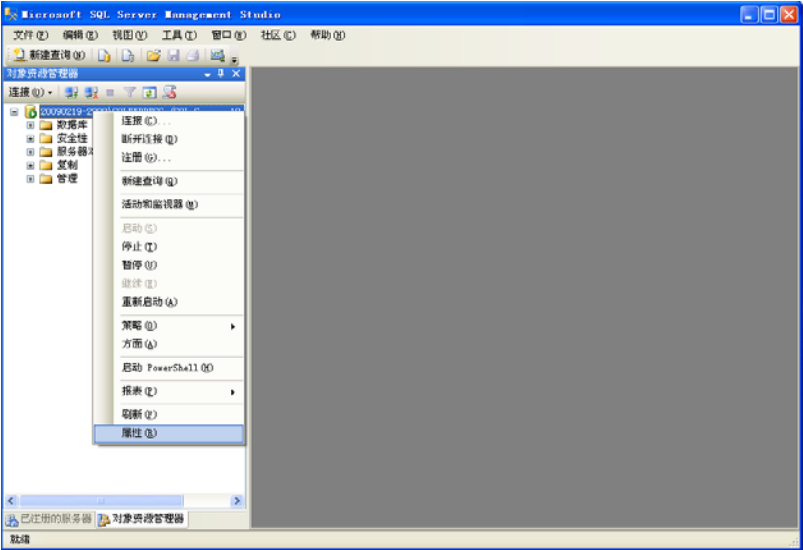 Microsoft SQL Server Management Studio
文件(F) 编辑(E) 视图(V) 工具(T) 窗口(W) 社区(C) 帮助(H)
新建查询(N)
对象资源管理器
连接(O)
数据库
安全性
服务器
复制
管理
连接(C)...
断开连接(D)
注册(G)...
新建查询(Q)
活动和监视器(M)
启动(S)
停止(T)
暂停(U)
继续(E)
重新启动(A)
策略(O)
方面(A)
启动 PowerShell(H)
报表(P)
刷新(F)
属性(R)
已注册的服务器 对象资源管理器
就绪